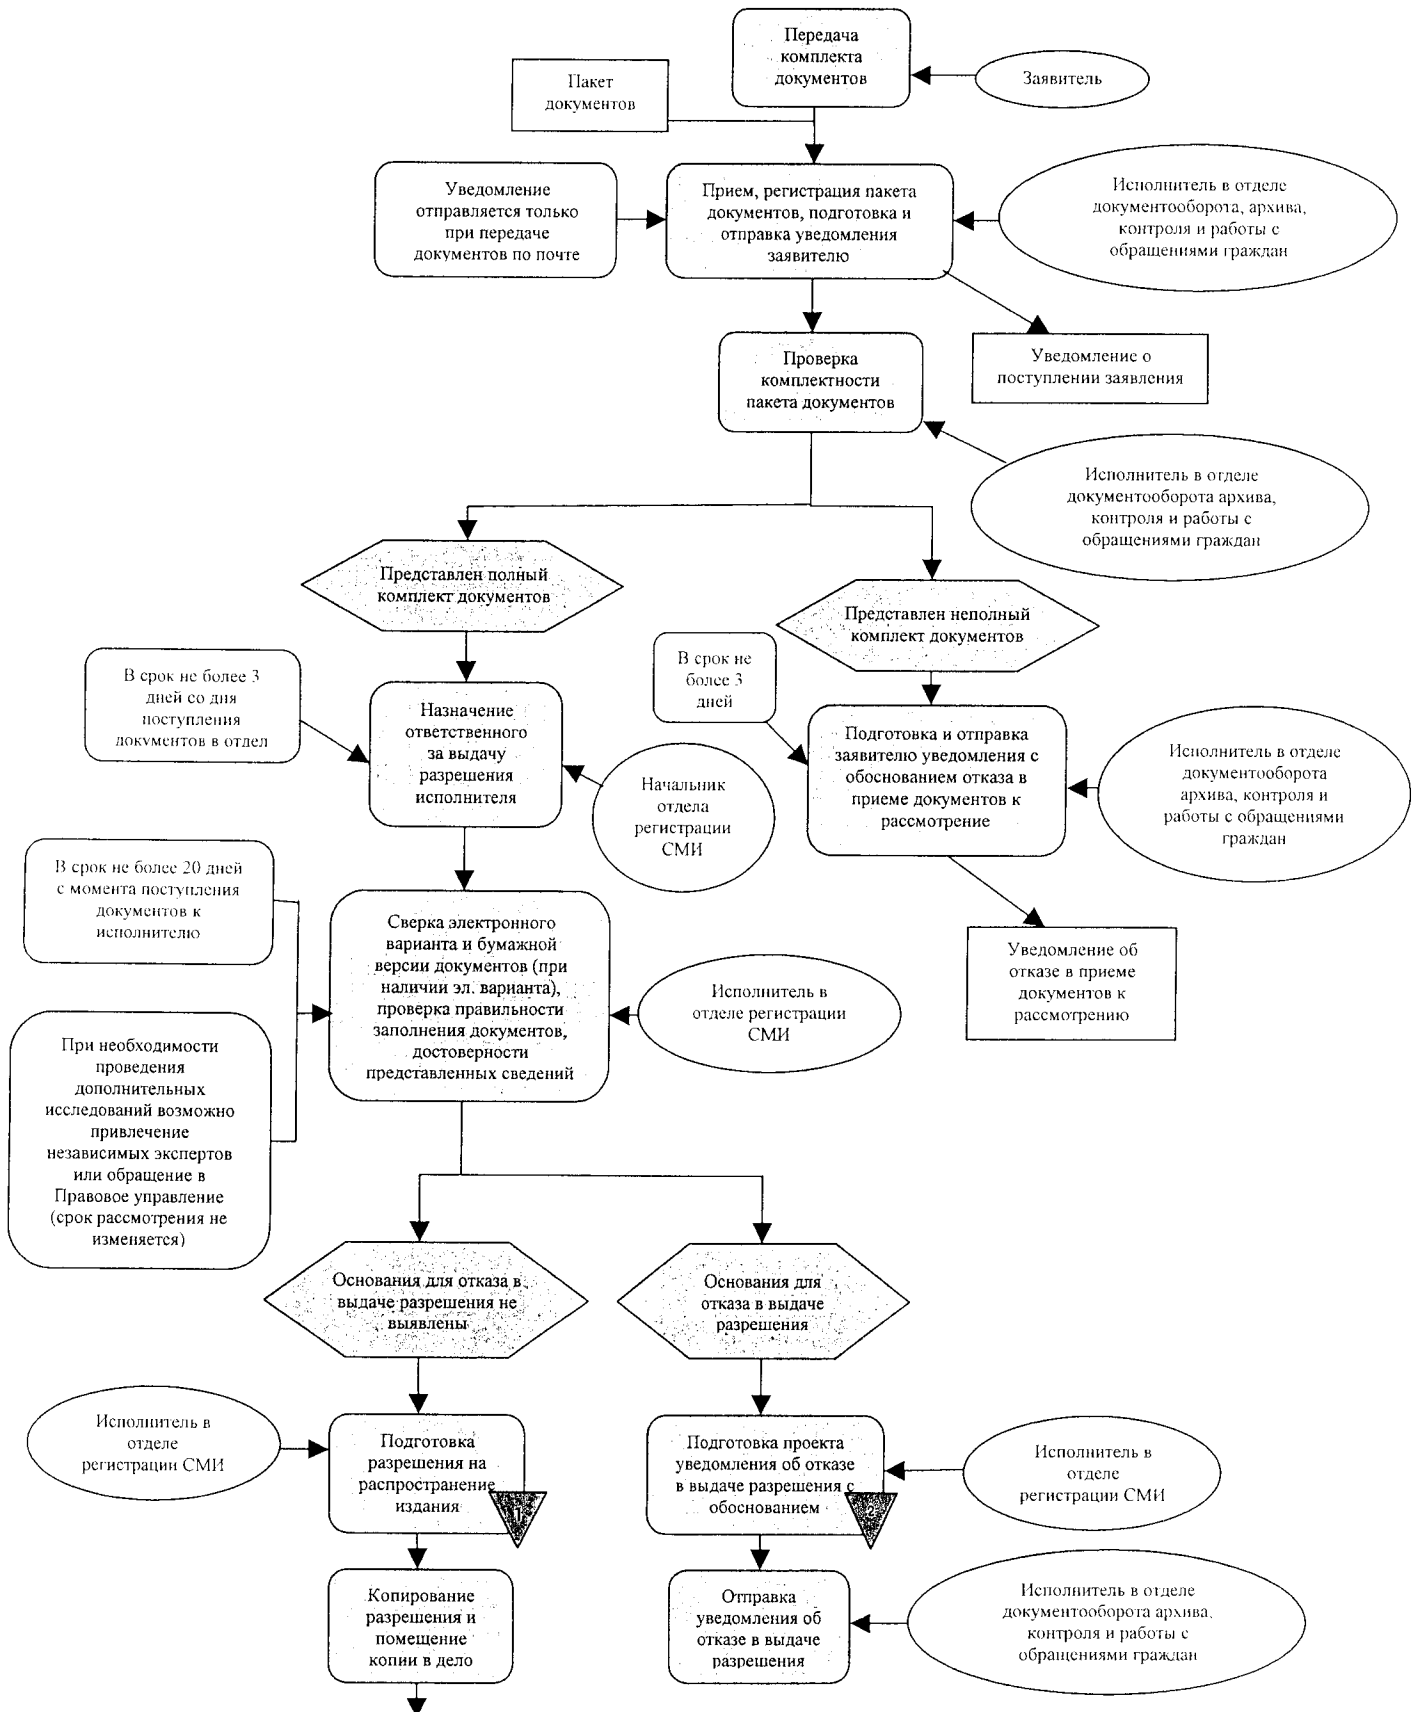 Передача
комплекта
документов
Заявитель
Пакет
документов
Уведомление
отправляется только
при передаче
документов по почте
Прием, регистрация пакета
документов, подготовка и
отправка уведомления
заявителю
Исполнитель в отделе
документооборота, архива,
контроля и работы с
обращениями граждан
Проверка
комплектности
пакета документов
Уведомление о
поступлении заявления
Исполнитель в отделе
документооборота архива,
контроля и работы с
обращениями граждан
Представлен полный
комплект документов
Представлен неполный
комплект документов
В срок не более 3
дней со дня
поступления
документов в отдел
Назначение
ответственного
за выдачу
разрешения
исполнителя
В срок не
более 3
дней
Подготовка и отправка
заявителю уведомления с
обоснованием отказа в
приеме документов к
рассмотрение
Исполнитель в отделе
документооборота
архива, контроля и
работы с обращениями
граждан
Начальник
отдела
регистрации
СМИ
В срок не более 20 дней
с момента поступления
документов к
исполнителю
Сверка электронного
варианта и бумажной
версии документов (при
наличии эл. варианта),
проверка правильности
заполнения документов,
достоверности
представленных сведений
Исполнитель в
отделе регистрации
СМИ
Уведомление об
отказе в приеме
документов к
рассмотрению
При необходимости
проведения
дополнительных
исследований возможно
привлечение
независимых экспертов
или обращение в
Правовое управление
(срок рассмотрения не
изменяется)
Основания для отказа в
выдаче разрешения не
выявлены
Основания для
отказа в выдаче
разрешения
Исполнитель в
отделе
регистрации СМИ
Подготовка
разрешения на
распространение
издания
1
Подготовка проекта
уведомления об отказе
в выдаче разрешения с
обоснованием
2
Исполнитель в
отделе
регистрации СМИ
Копирование
разрешения и
помещение
копии в дело
Отправка
уведомления об
отказе в выдаче
разрешения
Исполнитель в отделе
документооборота архива,
контроля и работы с
обращениями граждан